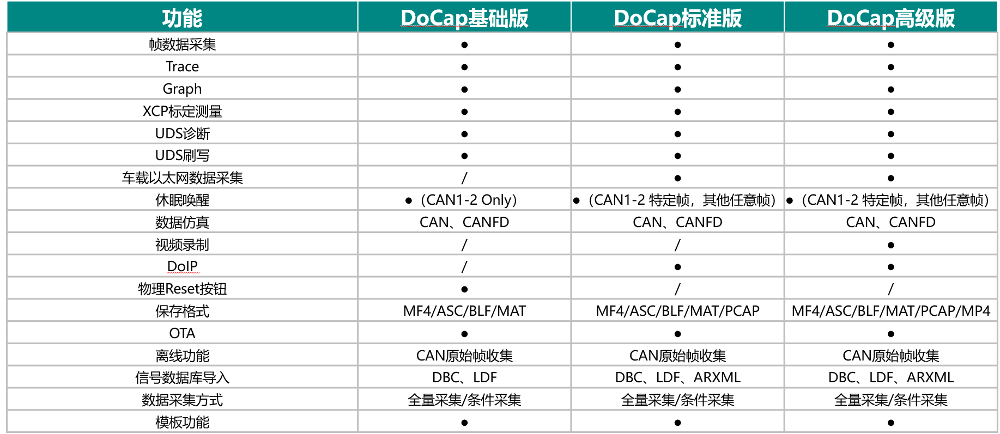 功能 DoCap基础版 DoCap标准版 DoCap高级版
帧数据采集 ● ● ●
Trace ● ● ●
Graph ● ● ●
XCP标定测量 ● ● ●
UDS诊断 ● ● ●
UDS刷写 ● ● ●
车载以太网数据采集 / ● ●
休眠唤醒 ●（CAN1-2 Only） ●（CAN1-2 特定帧，其他任意帧） ●（CAN1-2 特定帧，其他任意帧）
数据仿真 CAN、CANFD CAN、CANFD CAN、CANFD
视频录制 / / ●
DoIP / ● ●
物理Reset按钮 ● / /
保存格式 MF4/ASC/BLF/MAT MF4/ASC/BLF/MAT/PCAP MF4/ASC/BLF/MAT/PCAP/MP4
OTA ● ● ●
离线功能 CAN原始帧收集 CAN原始帧收集 CAN原始帧收集
信号数据库导入 DBC、LDF DBC、LDF、ARXML DBC、LDF、ARXML
数据采集方式 全量采集/条件采集 全量采集/条件采集 全量采集/条件采集
模板功能 ● ● ●